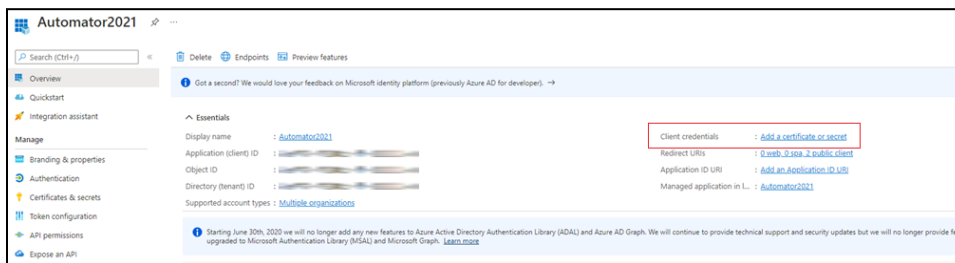 Automator2021
Search (Ctrl+/)
«
Delete Endpoints Preview features
Overview
Quickstart
Integration assistant
Manage
Branding & properties
Authentication
Certificates & secrets
Token configuration
API permissions
Expose an API
Got a second? We would love your feedback on Microsoft identity platform (previously Azure AD for developer). →
Essentials
Display name : Automator2021
Application (client) ID :
Object ID :
Directory (tenant) ID :
Supported account types : Multiple organizations
Client credentials : Add a certificate or secret
Redirect URIs : 0 web, 0 spa, 2 public client
Application ID URI : Add an Application ID URI
Managed application in l... : Automator2021
Starting June 30th, 2020 we will no longer add any new features to Azure Active Directory Authentication Library (ADAL) and Azure AD Graph. We will continue to provide technical support and security updates but we will no longer provide fe
upgraded to Microsoft Authentication Library (MSAL) and Microsoft Graph. Learn more